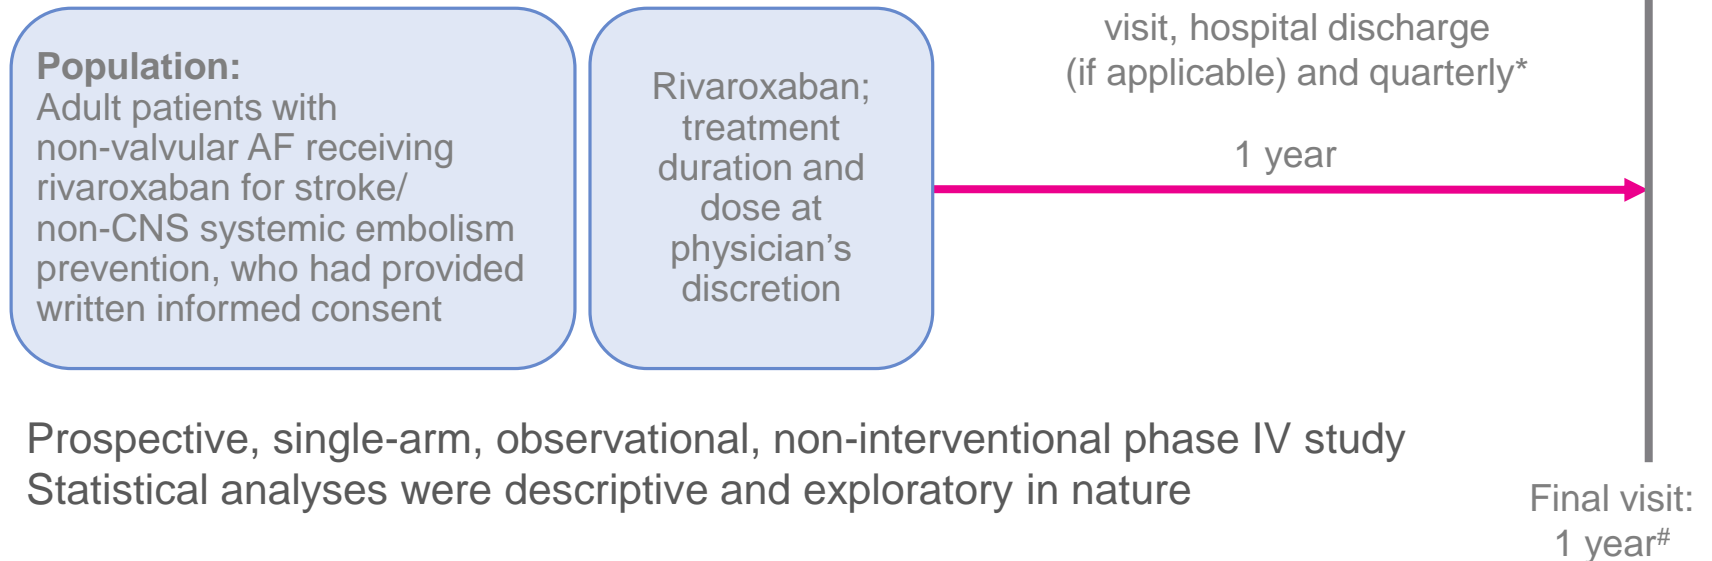 Population:
Adult patients with
non-valvular AF receiving
rivaroxaban for stroke/
non-CNS systemic embolism
prevention, who had provided
written informed consent
Rivaroxaban;
treatment
duration and
dose at
physician’s
discretion
visit, hospital discharge
(if applicable) and quarterly*
1 year
Prospective, single-arm, observational, non-interventional phase IV study
Statistical analyses were descriptive and exploratory in nature
Final visit:
1 year#